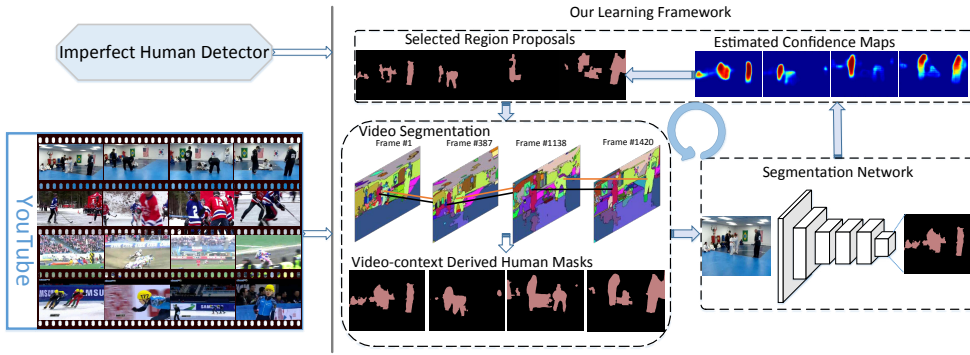 Our Learning Framework
Imperfect Human Detector
Selected Region Proposals
Estimated Confidence Maps
Video Segmentation
Frame #1
Frame #387
Frame #1138
Frame #1420
Segmentation Network
YouTube
Video-context Derived Human Masks
SAMSUNG